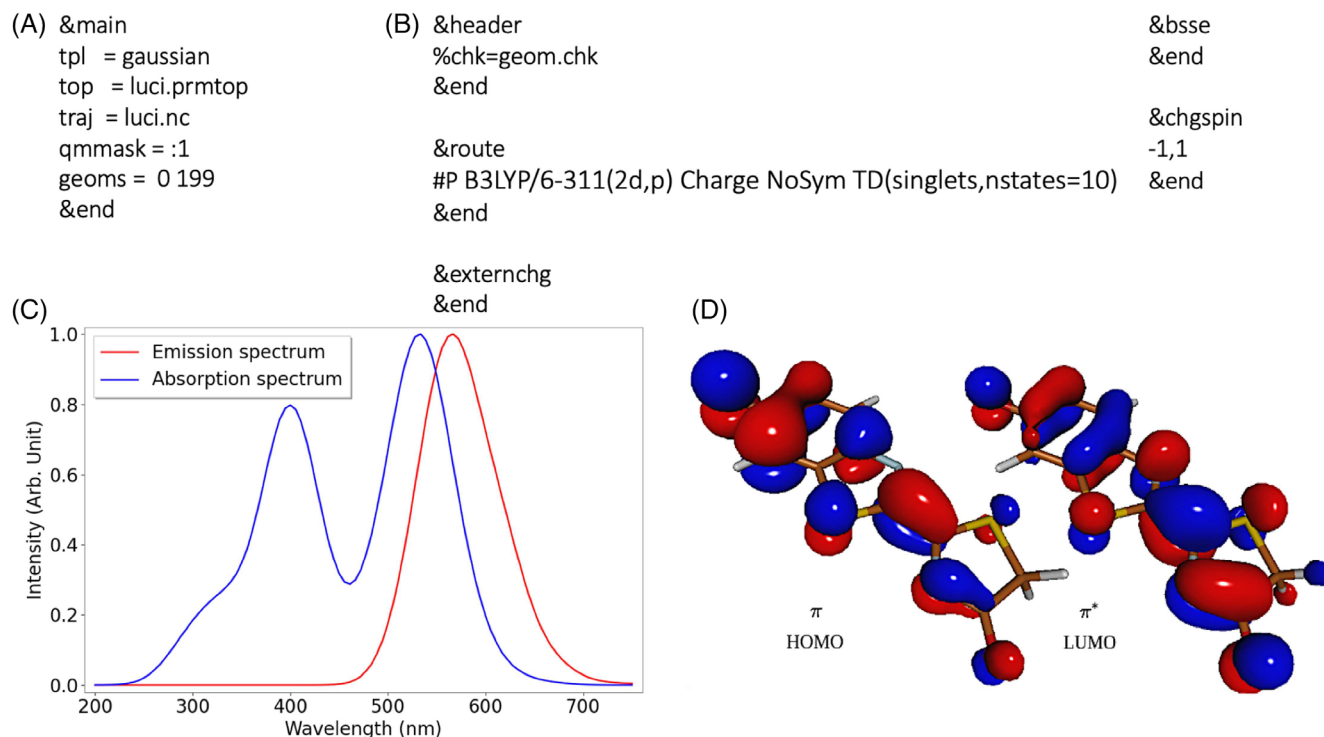 (A) &main
tpl = gaussian
top = luci.prmtop
traj = luci.nc
qmmask = :1
geoms = 0 199
&end
(B) &header
%chk=geom.chk
&end
&route
#P B3LYP/6-311(2d,p) Charge NoSym TD(singlets,nstates=10)
&end
&externchg
&end
&bsse
&end
&chgspin
-1,1
&end
(C)
Emission spectrum
Absorption spectrum
Intensity (Arb. Unit)
1.0
0.8
0.6
0.4
0.2
0.0
200 300 400 500 600 700
Wavelength (nm)
(D)
π
HOMO
π*
LUMO